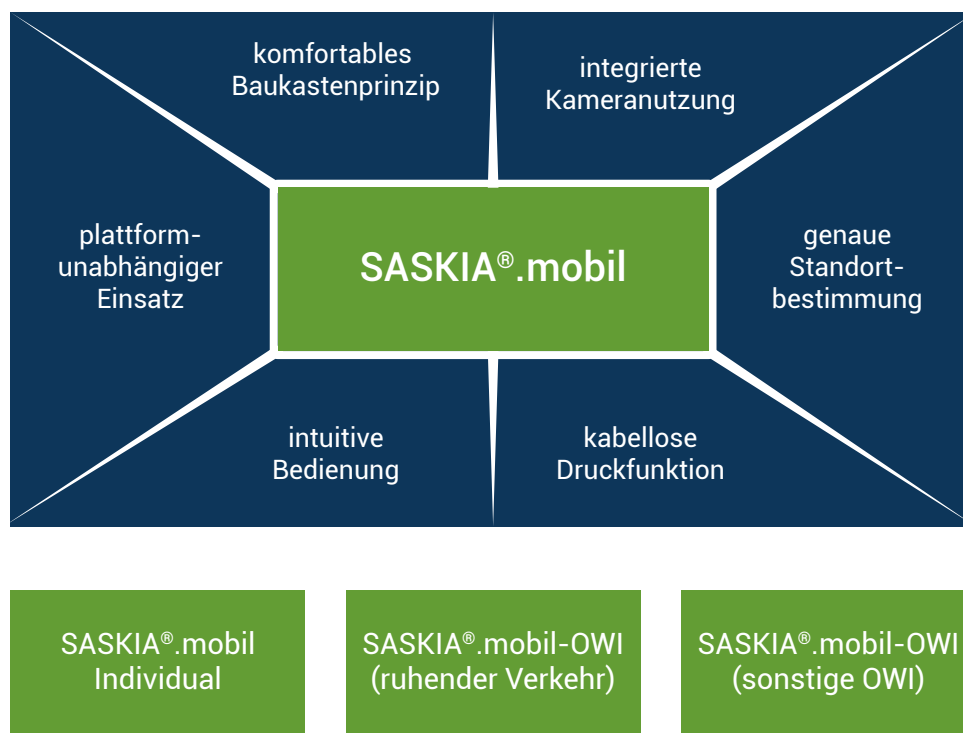 komfortables
Baukastenprinzip
integrierte
Kameranutzung
plattform-
unabhängiger
Einsatz
SASKIA®.mobil
genaue
Standort-
bestimmung
intuitive
Bedienung
kabellose
Druckfunktion
SASKIA®.mobil
Individual
SASKIA®.mobil-OWI
(ruhender Verkehr)
SASKIA®.mobil-OWI
(sonstige OWI)